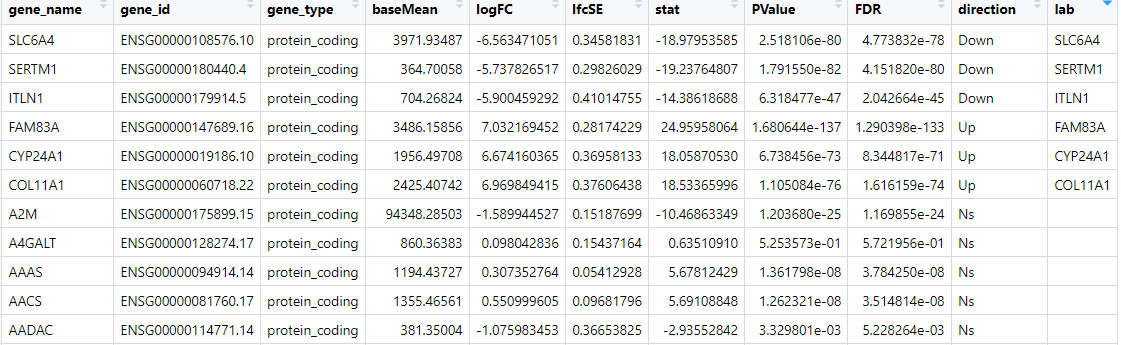 gene_name gene_id gene_type baseMean logFC lfcSE stat PValue FDR direction lab
SLC6A4 ENSG00000108576.10 protein_coding 3971.93487 -6.563471051 0.34581831 -18.97953585 2.518106e-80 4.773832e-78 Down SLC6A4
SERTM1 ENSG00000180440.4 protein_coding 364.70058 -5.737826517 0.29826029 -19.23764807 1.791550e-82 4.151820e-80 Down SERTM1
ITLN1 ENSG00000179914.5 protein_coding 704.26824 -5.900459292 0.41014755 -14.38618688 6.318477e-47 2.042664e-45 Down ITLN1
FAM83A ENSG00000147689.16 protein_coding 3486.15856 7.032169452 0.28174229 24.95958064 1.680644e-137 1.290398e-133 Up FAM83A
CYP24A1 ENSG00000019186.10 protein_coding 1956.49708 6.674160365 0.36958133 18.05870530 6.738456e-73 8.344817e-71 Up CYP24A1
COL11A1 ENSG00000060718.22 protein_coding 2425.40742 6.969849415 0.37606438 18.53365996 1.105084e-76 1.616159e-74 Up COL11A1
A2M ENSG00000175899.15 protein_coding 94348.28503 -1.589944527 0.15187699 -10.46863349 1.203680e-25 1.169855e-24 Ns
A4GALT ENSG00000128274.17 protein_coding 860.36383 0.098042836 0.15437164 0.63510910 5.253573e-01 5.721956e-01 Ns
AAAS ENSG00000094914.14 protein_coding 1194.43727 0.307352764 0.05412928 5.67812429 1.361798e-08 3.784250e-08 Ns
AACS ENSG00000081760.17 protein_coding 1355.46561 0.550999605 0.09681796 5.69108848 1.262321e-08 3.514814e-08 Ns
AADAC ENSG00000114771.14 protein_coding 381.35004 -1.075983453 0.36653825 -2.93552842 3.329801e-03 5.228264e-03 Ns